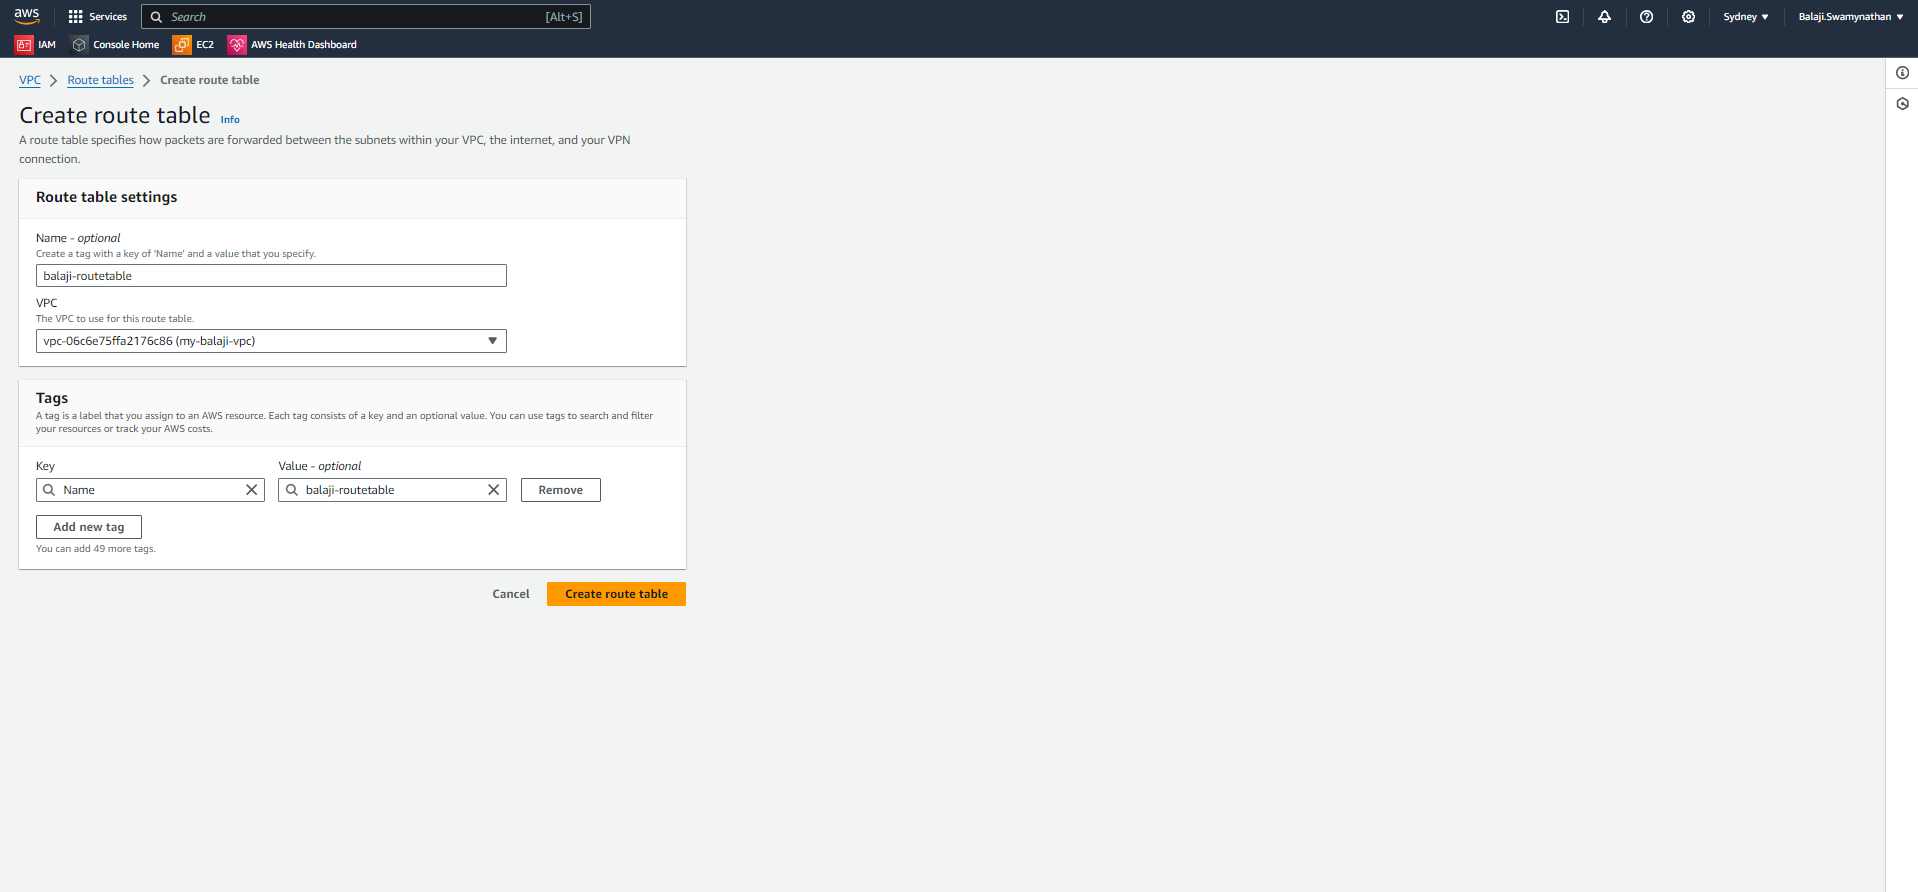 aws Services Search [Alt+S] Sydney Balaji.Swamynathan
IAM Console Home EC2 AWS Health Dashboard
VPC Route tables Create route table
Create route table Info
A route table specifies how packets are forwarded between the subnets within your VPC, the internet, and your VPN
connection.
Route table settings
Name - optional
Create a tag with a key of 'Name' and a value that you specify.
balaji-routetable
VPC
The VPC to use for this route table.
vpc-06c6e75ffa2176c86 (my-balaji-vpc)
Tags
A tag is a label that you assign to an AWS resource. Each tag consists of a key and an optional value. You can use tags to search and filter
your resources or track your AWS costs.
Key Value - optional
Name balaji-routetable Remove
Add new tag
You can add 49 more tags.
Cancel Create route table